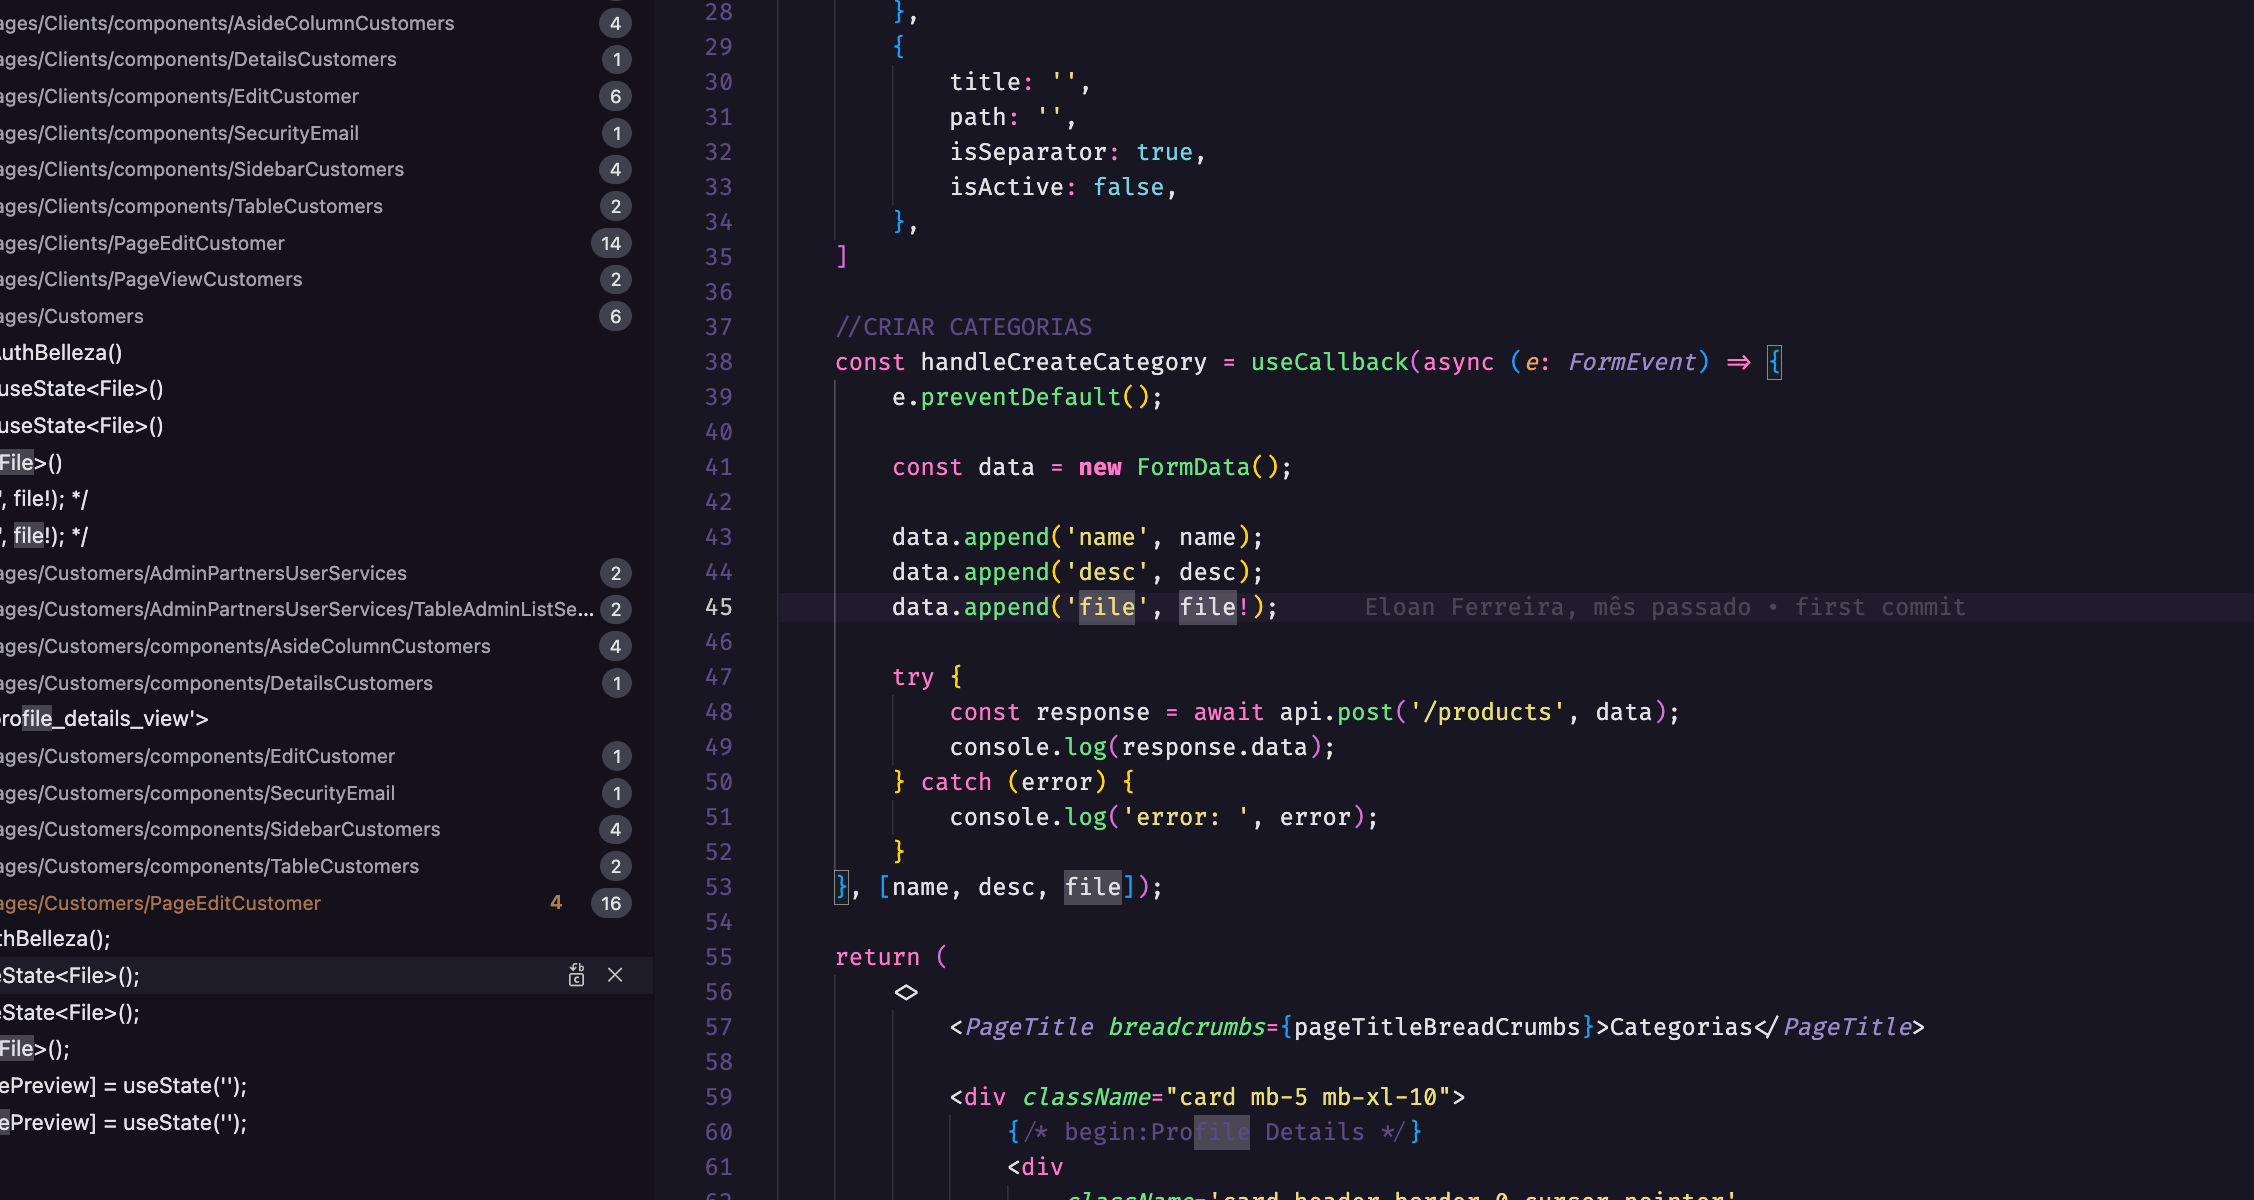 ages/Clients/components/AsideColumnCustomers 4
ages/Clients/components/DetailsCustomers 1
ages/Clients/components/EditCustomer 6
ages/Clients/components/SecurityEmail 1
ages/Clients/components/SidebarCustomers 4
ages/Clients/components/TableCustomers 2
ages/Clients/PageEditCustomer 14
ages/Clients/PageViewCustomers 2
ages/Customers 6
uthBelleza()
useState<File>()
useState<File>()
File>()
', file!); */
', file!); */
ages/Customers/AdminPartnersUserServices 2
ages/Customers/AdminPartnersUserServices/TableAdminListSe... 2
ages/Customers/components/AsideColumnCustomers 4
ages/Customers/components/DetailsCustomers 1
rofile_details_view'>
ages/Customers/components/EditCustomer 1
ages/Customers/components/SecurityEmail 1
ages/Customers/components/SidebarCustomers 4
ages/Customers/components/TableCustomers 2
ages/Customers/PageEditCustomer 4 16
thBelleza();
eState<File>();
eState<File>();
File>();
ePreview] = useState('');
ePreview] = useState('');
28 },
29 {
30 title: '',
31 path: '',
32 isSeparator: true,
33 isActive: false,
34 },
35 ]
36
37 //CRIAR CATEGORIAS
38 const handleCreateCategory = useCallback(async (e: FormEvent) => {
39 e.preventDefault();
40
41 const data = new FormData();
42
43 data.append('name', name);
44 data.append('desc', desc);
45 data.append('file', file!); Eloan Ferreira, mês passado • first commit
46
47 try {
48 const response = await api.post('/products', data);
49 console.log(response.data);
50 } catch (error) {
51 console.log('error: ', error);
52 }
53 }, [name, desc, file]);
54
55 return (
56 <>
57 <PageTitle breadcrumbs={pageTitleBreadCrumbs}>Categorias</PageTitle>
58
59 <div className="card mb-5 mb-xl-10">
60 {/* begin:Profile Details */}
61 <div
62 className='card-header border-0 cursor-pointer'